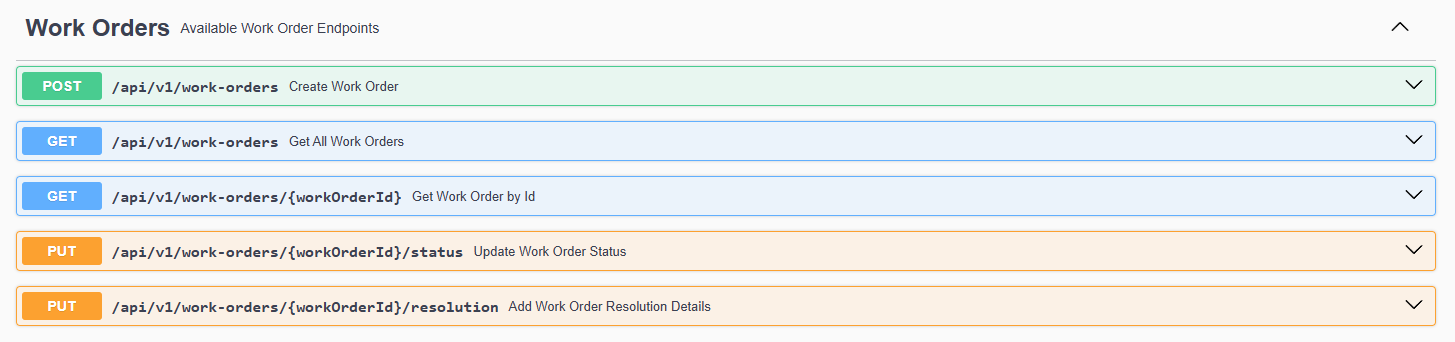 Work Orders Available Work Order Endpoints
POST /api/v1/work-orders Create Work Order
GET /api/v1/work-orders Get All Work Orders
GET /api/v1/work-orders/{workOrderId} Get Work Order by Id
PUT /api/v1/work-orders/{workOrderId}/status Update Work Order Status
PUT /api/v1/work-orders/{workOrderId}/resolution Add Work Order Resolution Details